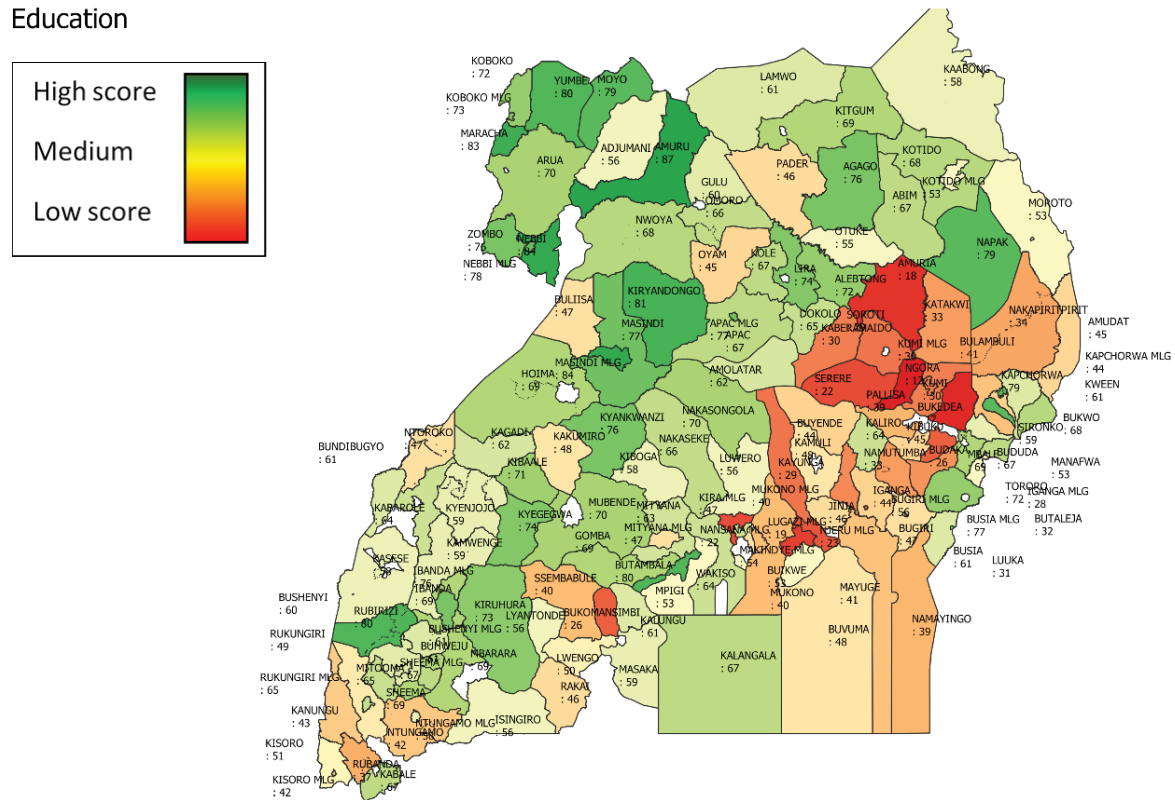 Education
High score
Medium
Low score
KOBOKO
: 72
KOBOKO MLG
: 73
MARACHA
: 83
YUMBE
: 80
MOYO
: 79
ARUA
: 70
ADJUMANI
: 56
AMURU
: 87
LAMWO
: 61
KAABONG
: 58
KITGUM
: 69
KOTIDO
: 68
KOTIDO MLG
: 53
PADER
: 46
AGAGO
: 76
ABIM
: 67
MOROTO
: 53
GULU
: 60
OMORO
: 66
NWOYA
: 68
OTUKE
: 55
NAPAK
: 79
ZOMBO
: 76
NEBBI
: 84
NEBBI MLG
: 78
OYAM
: 45
KOLE
: 67
LIRA
: 74
ALEBTONG
: 72
AMURIA
: 18
KATAKWI
: 33
NAKAPIRITPIRIT
: 34
AMUDAT
: 45
BULIISA
: 47
KIRYANDONGO
: 81
MASINDI
: 77
MASINDI MLG
: 84
APAC MLG
: 77
APAC
: 67
DOKOLO
: 65
KABERAMAIDO
: 30
SOROTI
KUMI MLG
BULAMBULI
: 41
KAPCHORWA MLG
: 44
KAPCHORWA
: 79
KWEEN
: 61
HOIMA
: 69
AMOLATAR
: 62
SERERE
: 22
NGORA
: 13
KUMI
: 30
PALLISA
: 39
BUKEDEA
BUKWO
: 68
SIRONKO
: 59
BUNDIBUGYO
: 61
NTOROKO
: 47
KAGADI
: 62
KAKUMIRO
: 48
KYANKWANZI
: 76
NAKASONGOLA
: 70
NAKASEKE
: 66
KIBOGA
: 58
LUWERO
: 56
BUYENDE
: 44
KAMULI
: 48
KALIRO
: 64
KIBUKU
: 45
NAMUTUMBA
: 33
BUDAKA
: 26
MBALE
: 69
BUDUDA
: 67
MANAFWA
: 53
KIBAALE
: 71
KAYUNGA
: 29
MUKONO MLG
: 40
KABAROLE
: 64
KYENJOJO
: 59
KYEGEGWA
: 74
MUBENDE
: 70
MITYANA
: 63
MITYANA MLG
: 47
KIRA MLG
: 47
NANSANA MLG
: 22
LUGAZI MLG
: 19
JINJA
: 46
NJERU MLG
: 23
IGANGA
: 56
BUGIRI MLG
BUGIRI
: 47
TORORO
: 72
IGANGA MLG
: 28
BUSIA MLG
: 77
BUTALEJA
: 32
BUSIA
: 61
LUUKA
: 31
KASESE
: 58
KAMWENGE
: 59
GOMBA
: 69
MAKINDYE MLG
: 54
IBANDA MLG
: 76
IBANDA
: 69
BUTAMBALA
: 80
WAKISO
: 64
BUIKWE
: 53
MUKONO
: 40
MAYUGE
: 41
BUSHENYI
: 60
RUBIRIZI
: 80
KIRUHURA
: 73
LYANTONDE
: 56
SSEMBABULE
: 40
BUKOMANSIMBI
: 26
MPIGI
: 53
KALUNGU
: 61
BUVUMA
: 48
NAMAYINGO
: 39
RUKUNGIRI
: 49
BUSHENYI MLG
: 61
BUHWEJU
MBARARA
: 69
RUKUNGIRI MLG
: 65
MITOOMA
: 65
SHEEMA MLG
: 67
SHEEMA
: 69
LWENGO
: 50
MASAKA
: 59
KALANGALA
: 67
RAKAI
: 46
KANUNGU
: 43
NTUNGAMO MLG
NTUNGAMO
: 42
ISINGIRO
: 56
KISORO
: 51
KISORO MLG
: 42
RUBANDA
: 37
KABALE
: 67